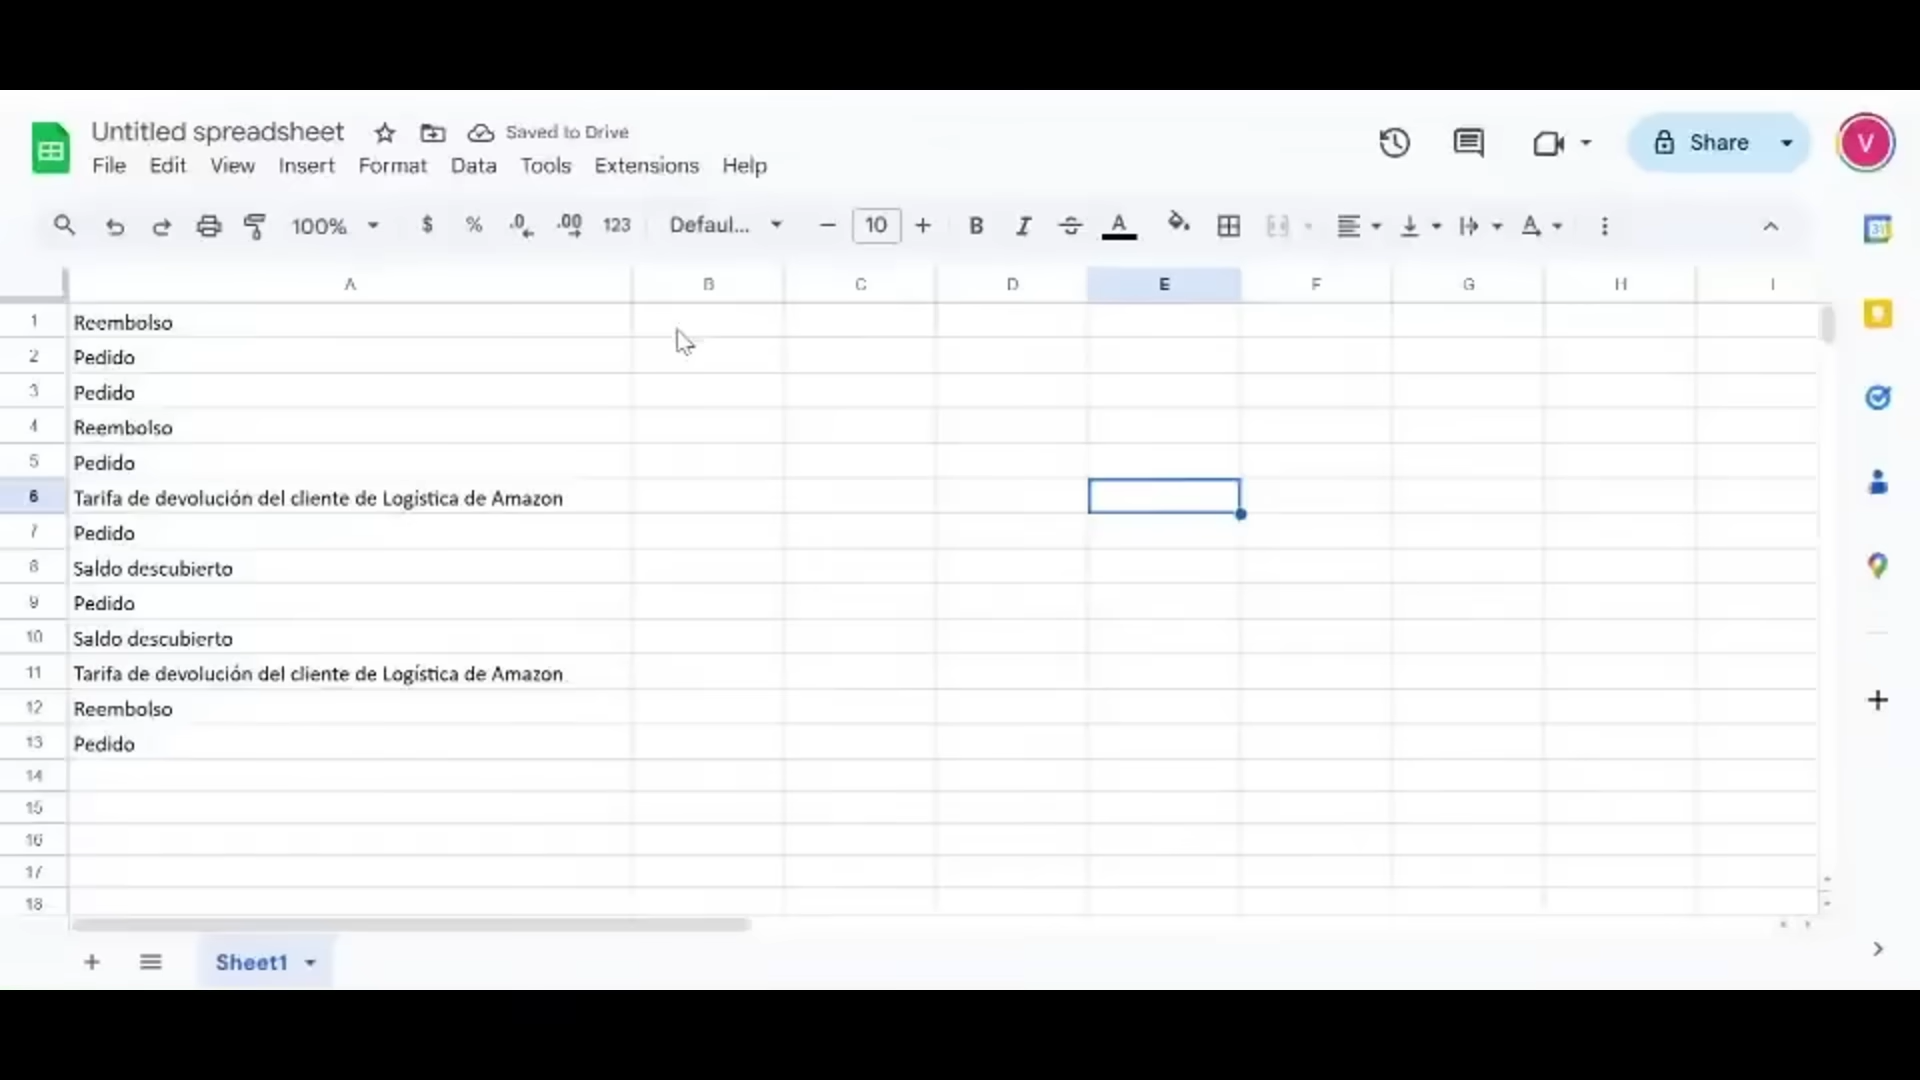 Untitled spreadsheet Saved to Drive
File Edit View Insert Format Data Tools Extensions Help
Share
V
100% $ % .0 .00 123 Defaul... 10 B I A
31
A B C D E F G H I
1 Reembolso
2 Pedido
3 Pedido
4 Reembolso
5 Pedido
6 Tarifa de devolución del cliente de Logística de Amazon
7 Pedido
8 Saldo descubierto
9 Pedido
10 Saldo descubierto
11 Tarifa de devolución del cliente de Logística de Amazon
12 Reembolso
13 Pedido
14
15
16
17
18
Sheet1